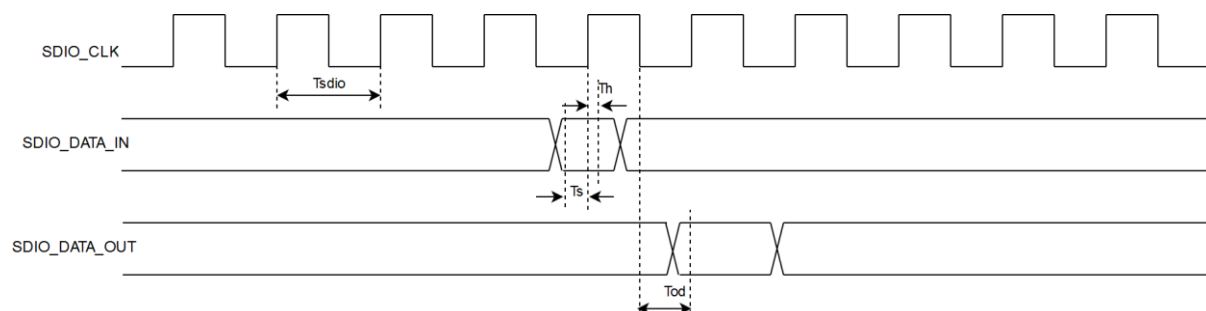 SDIO_CLK
Tsdio
Th
SDIO_DATA_IN
Ts
SDIO_DATA_OUT
Tod